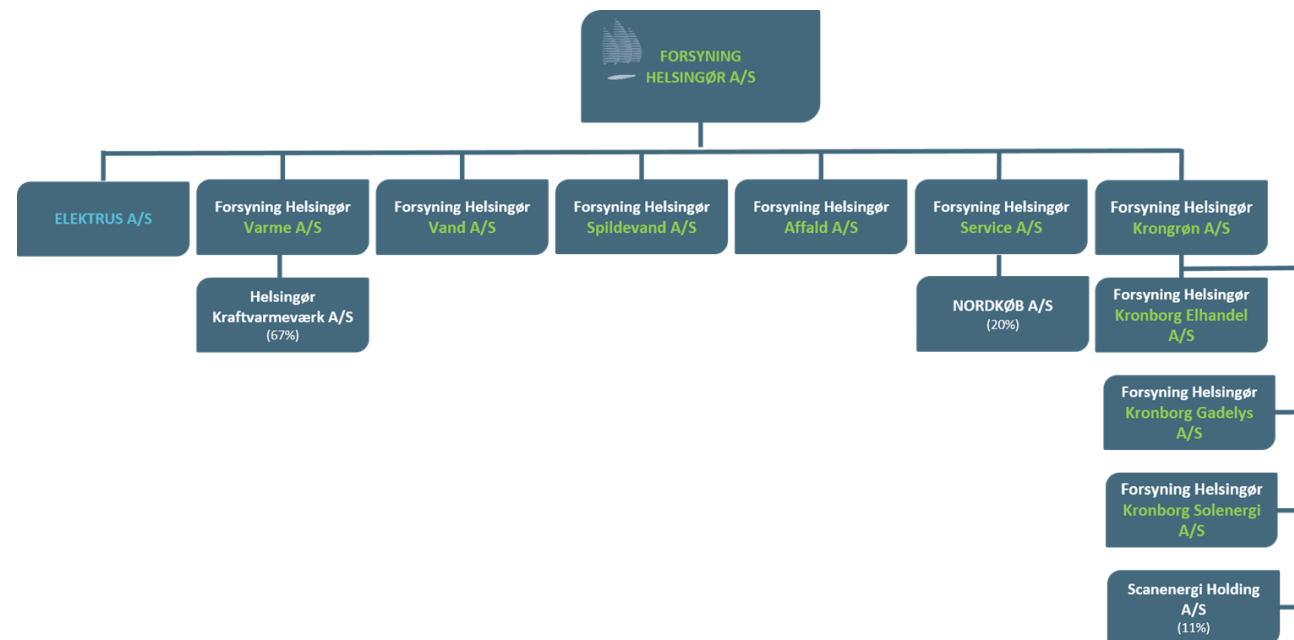 FORSYNING
HELSINGØR A/S
ELEKTRUS A/S
Forsyning Helsingør
Varme A/S
Forsyning Helsingør
Vand A/S
Forsyning Helsingør
Spildevand A/S
Forsyning Helsingør
Affald A/S
Forsyning Helsingør
Service A/S
Forsyning Helsingør
Krongrøn A/S
Helsingør
Kraftvarmeværk A/S
(67%)
NORDKØB A/S
(20%)
Forsyning Helsingør
Kronborg Elhandel
A/S
Forsyning Helsingør
Kronborg Gadelys
A/S
Forsyning Helsingør
Kronborg Solenergi
A/S
Scanenergi Holding
A/S
(11%)